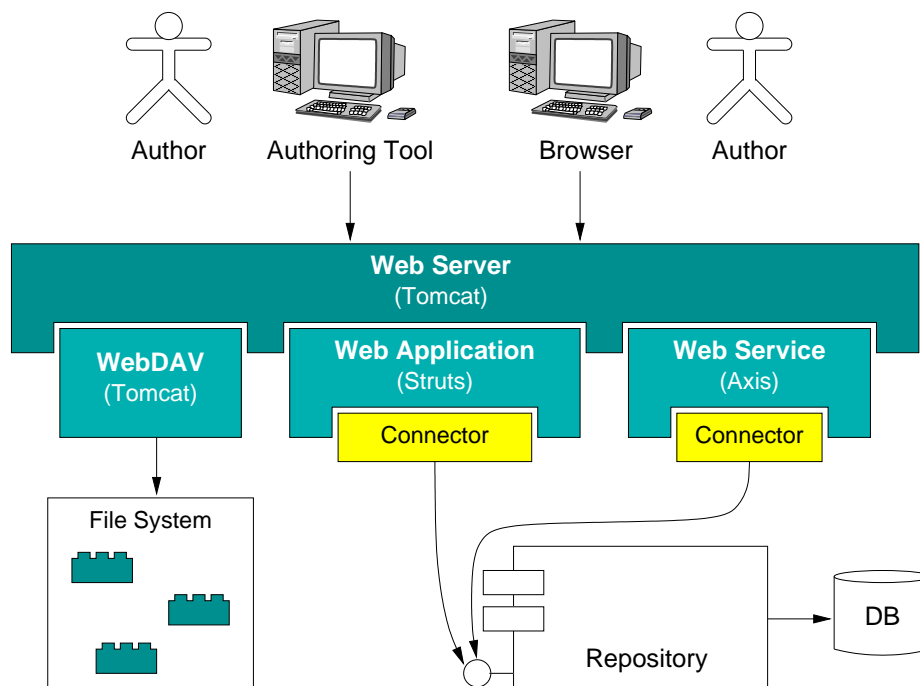 Author
Authoring Tool
Browser
Author
Web Server
(Tomcat)
WebDAV
(Tomcat)
Web Application
(Struts)
Web Service
(Axis)
Connector
Connector
File System
DB
Repository